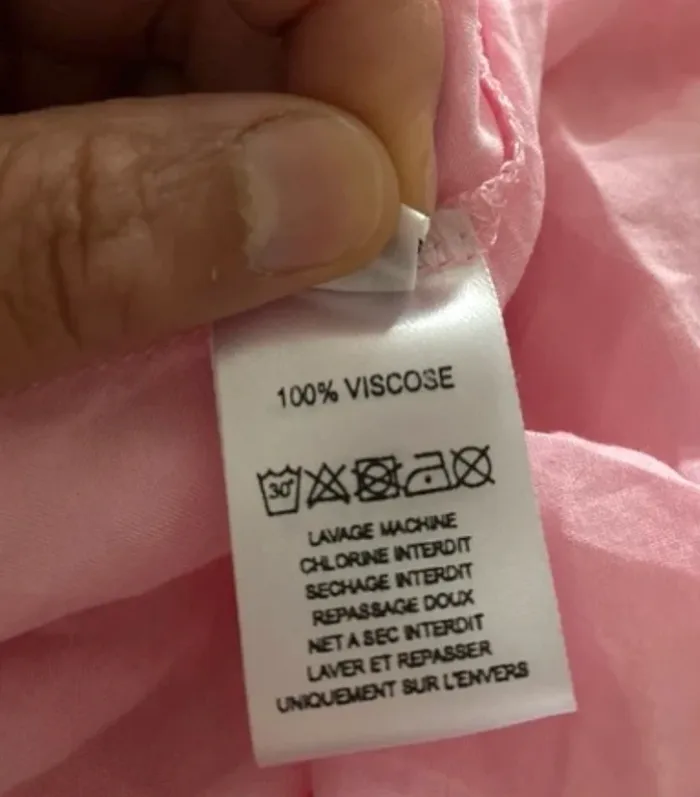 100% VISCOSE
30°
LAVAGE MACHINE
CHLORINE INTERDIT
SECHAGE INTERDIT
REPASSAGE DOUX
NET A SEC INTERDIT
LAVER ET REPASSER
UNIQUEMENT SUR L'ENVERS